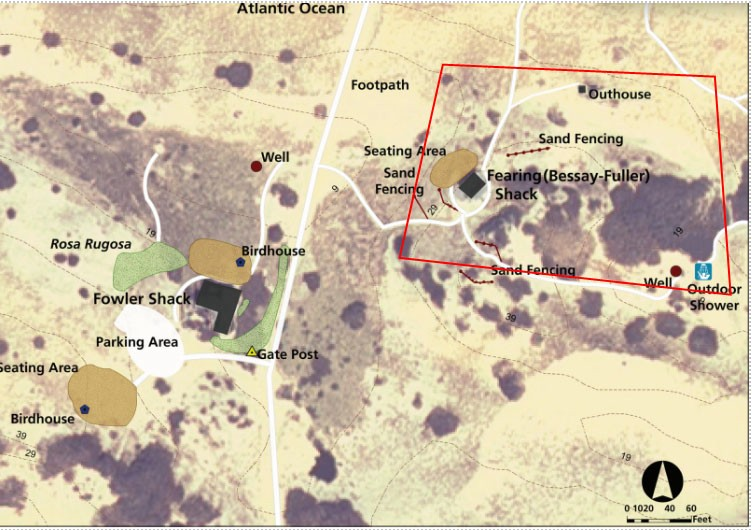 Atlantic Ocean
Footpath
Outhouse
Sand Fencing
Seating Area
Sand
Fencing
Fearing (Bessay-Fuller)
Shack
Well
9
29
19
19
Rosa Rugosa
Birdhouse
Sand Fencing
Well
Outdoor
Shower
Fowler Shack
39
Parking Area
Gate Post
Seating Area
Birdhouse
39
29
19
0 1020 40 60
Feet